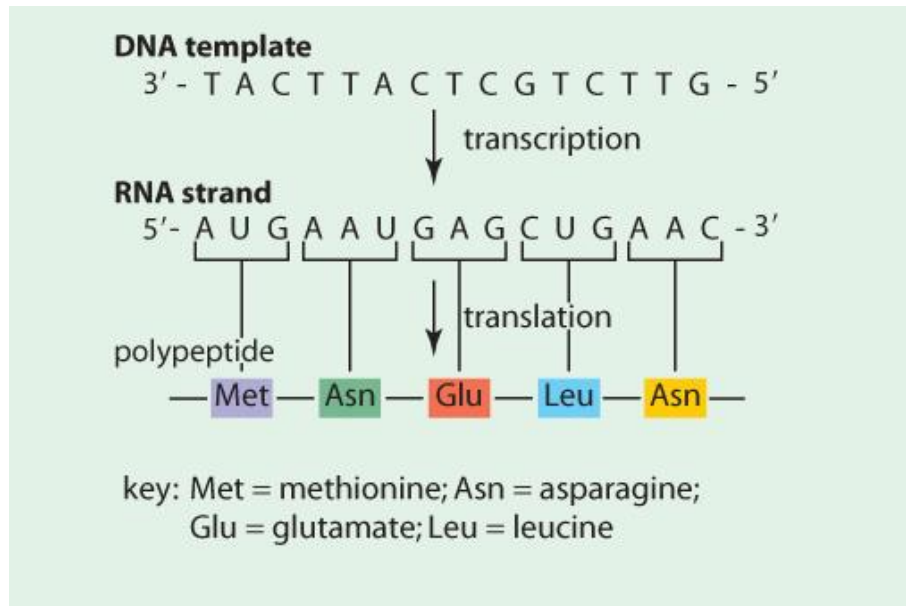 DNA template
3′ - T A C T T A C T C G T C T T G - 5′
transcription
RNA strand
5′- A U G A A U G A G C U G A A C - 3′
translation
polypeptide
Met Asn Glu Leu Asn
key: Met = methionine; Asn = asparagine;
Glu = glutamate; Leu = leucine